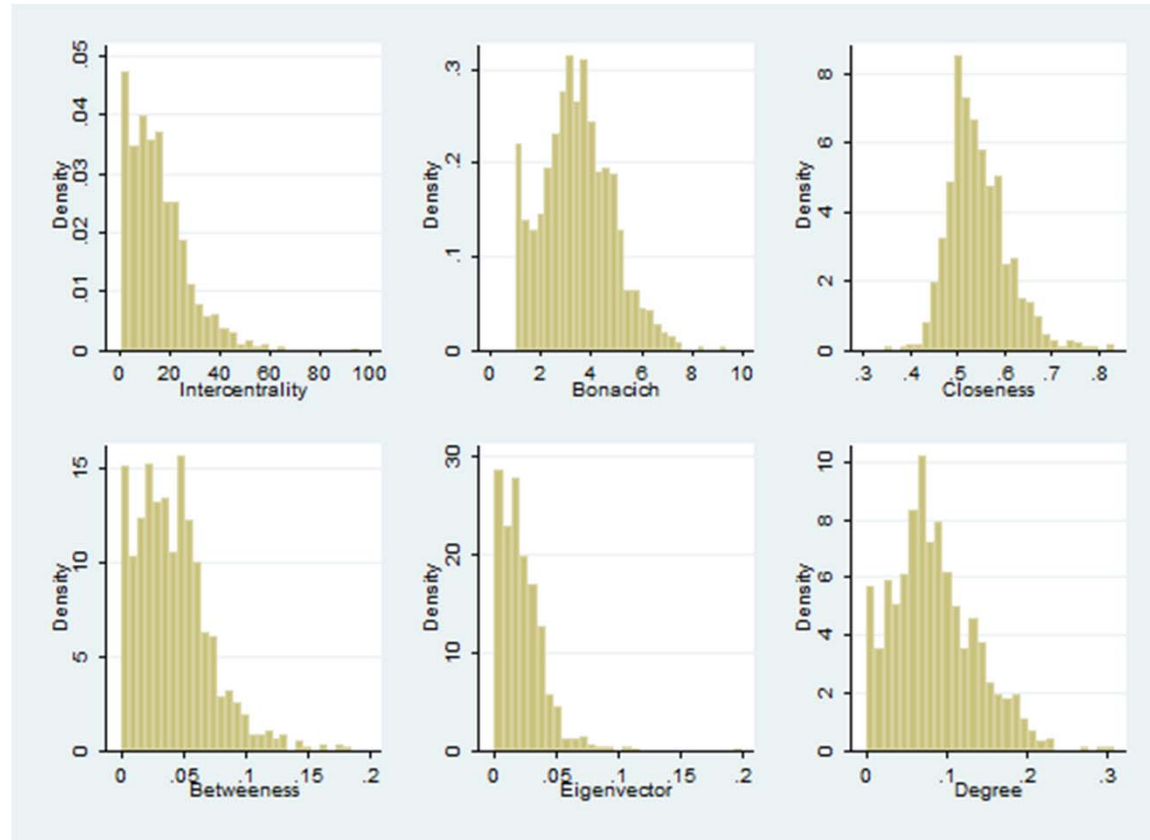 Density
0 .01 .02 .03 .04 .05
0 20 40 60 80 100
Intercentrality
Density
0 .1 .2 .3
0 2 4 6 8 10
Bonacich
Density
0 2 4 6 8
.3 .4 .5 .6 .7 .8
Closeness
Density
0 5 10 15
0 .05 .1 .15 .2
Betweeness
Density
0 10 20 30
0 .05 .1 .15 .2
Eigenvector
Density
0 2 4 6 8 10
0 .1 .2 .3
Degree